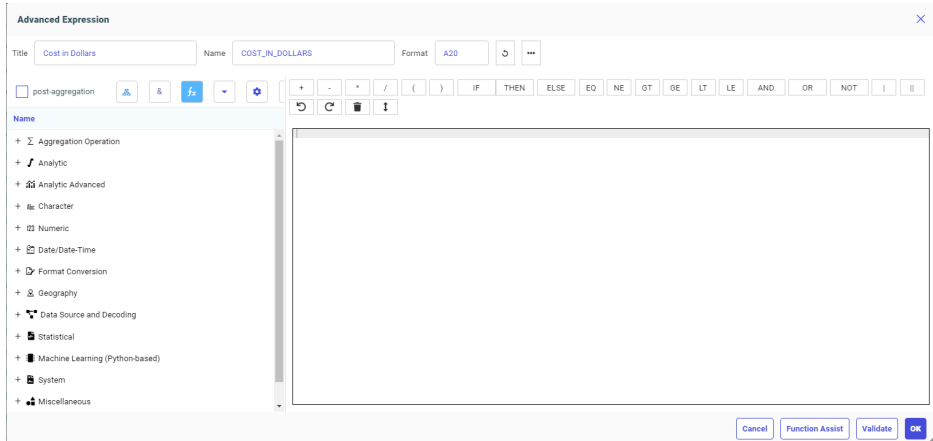 Advanced Expression
Title Cost in Dollars Name COST_IN_DOLLARS Format A20
post-aggregation & fx + - * / ( ) IF THEN ELSE EQ NE GT GE LT LE AND OR NOT | ||
Name
+ Σ Aggregation Operation
+ Analytic
+ Analytic Advanced
+ Character
+ Numeric
+ Date/Date-Time
+ Format Conversion
+ Geography
+ Data Source and Decoding
+ Statistical
+ Machine Learning (Python-based)
+ System
+ Miscellaneous
Cancel Function Assist Validate OK